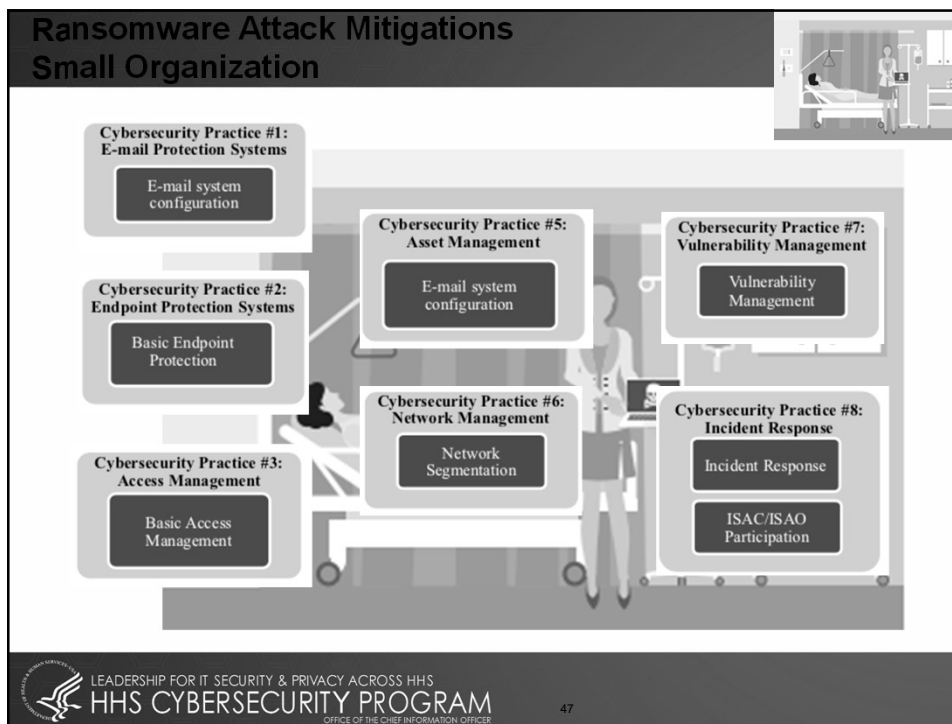 Ransomware Attack Mitigations
Small Organization
Cybersecurity Practice #1:
E-mail Protection Systems
E-mail system
configuration
Cybersecurity Practice #2:
Endpoint Protection Systems
Basic Endpoint
Protection
Cybersecurity Practice #3:
Access Management
Basic Access
Management
Cybersecurity Practice #5:
Asset Management
E-mail system
configuration
Cybersecurity Practice #6:
Network Management
Network
Segmentation
Cybersecurity Practice #7:
Vulnerability Management
Vulnerability
Management
Cybersecurity Practice #8:
Incident Response
Incident Response
ISAC/ISAO
Participation
LEADERSHIP FOR IT SECURITY & PRIVACY ACROSS HHS
HHS CYBERSECURITY PROGRAM
OFFICE OF THE CHIEF INFORMATION OFFICER
47